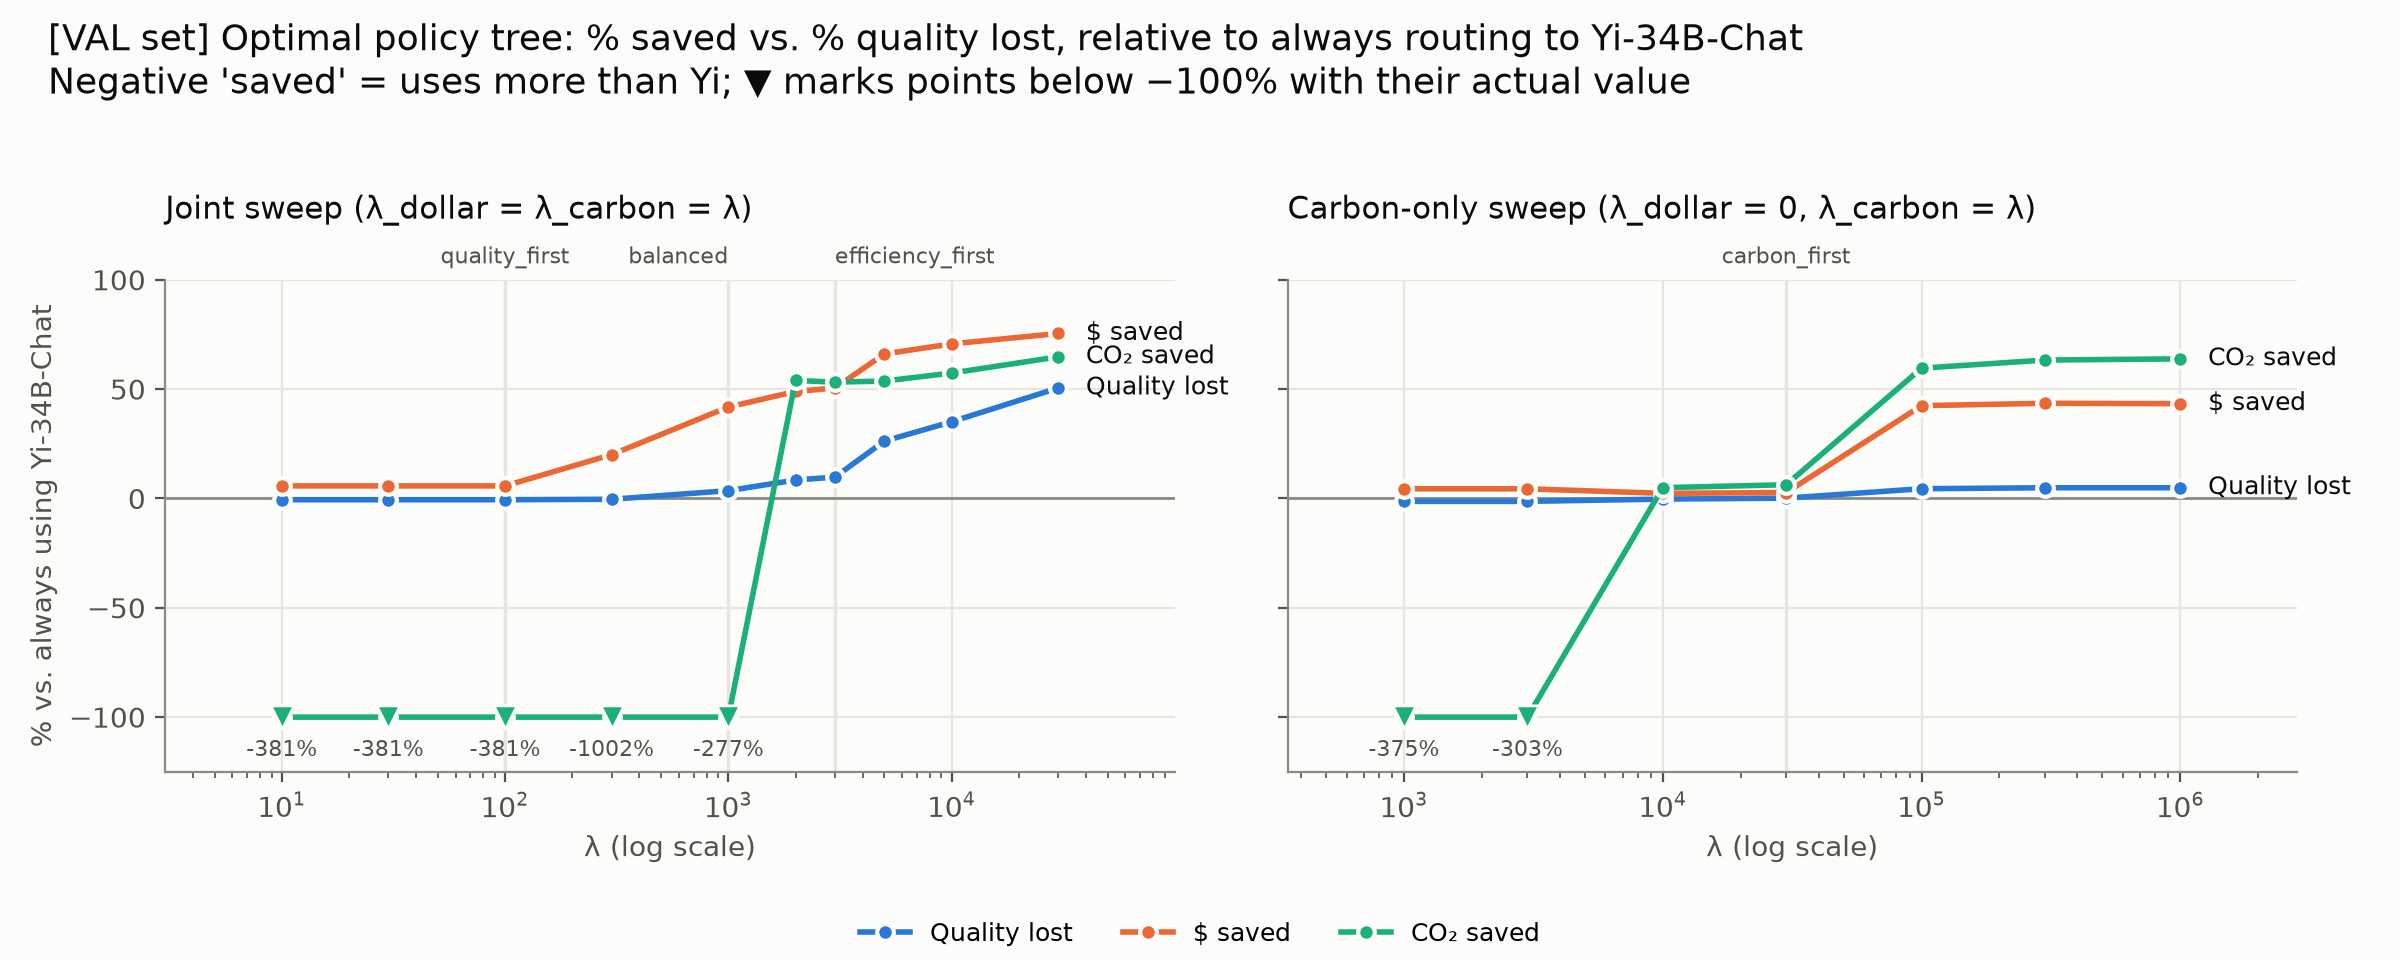 [VAL set] Optimal policy tree: % saved vs. % quality lost, relative to always routing to Yi-34B-Chat
Negative 'saved' = uses more than Yi; ▼ marks points below −100% with their actual value
Joint sweep (λ_dollar = λ_carbon = λ)
quality_first
balanced
efficiency_first
% vs. always using Yi-34B-Chat
100
50
0
−50
−100
$ saved
CO₂ saved
Quality lost
-381%
-381%
-381%
-1002%
-277%
10¹
10²
10³
10⁴
λ (log scale)
Carbon-only sweep (λ_dollar = 0, λ_carbon = λ)
carbon_first
CO₂ saved
$ saved
Quality lost
-375%
-303%
10³
10⁴
10⁵
10⁶
λ (log scale)
Quality lost
$ saved
CO₂ saved